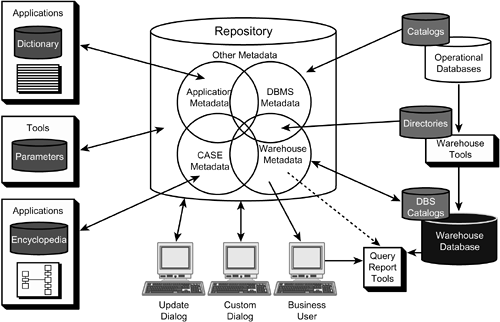 Applications
Dictionary
Tools
Parameters
Applications
Encyclopedia
Repository
Other Metadata
Application
Metadata
DBMS
Metadata
CASE
Metadata
Warehouse
Metadata
Catalogs
Operational
Databases
Directories
Warehouse
Tools
DBS
Catalogs
Warehouse
Database
Query
Report
Tools
Update
Dialog
Custom
Dialog
Business
User